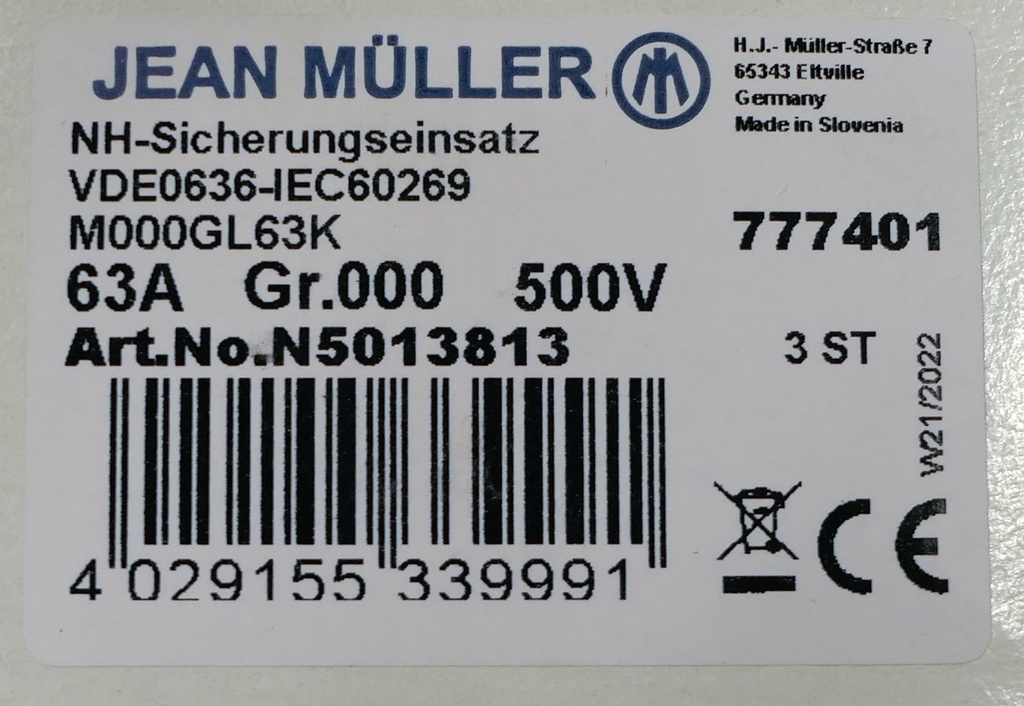 JEAN MÜLLER
H.J.- Müller-Straße 7
65343 Eltville
Germany
Made in Slovenia
NH-Sicherungseinsatz
VDE0636-IEC60269
M000GL63K
777401
63A Gr.000 500V
Art.No.N5013813
3 ST
W21/2022
4 029155 339991
CE